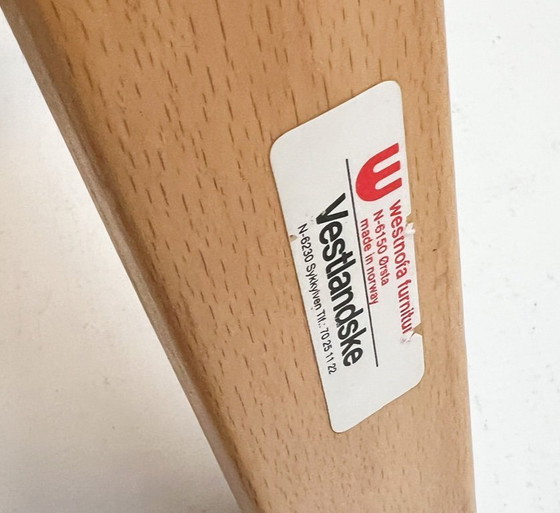 westnofa furnitur
N-6150 Ørsta
made in norway
Vestlandske
N-6230 Sykkylven Tlf.: 70 25 11 22